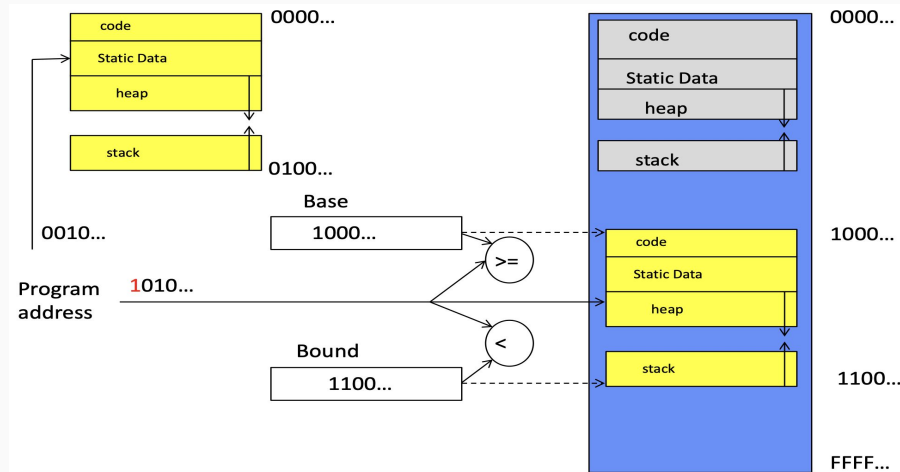 code
0000...
Static Data
heap
stack
0100...
0010...
Program
address
1010...
Base
1000...
>=
<
Bound
1100...
0000...
code
Static Data
heap
stack
code
1000...
Static Data
heap
stack
1100...
FFFF...